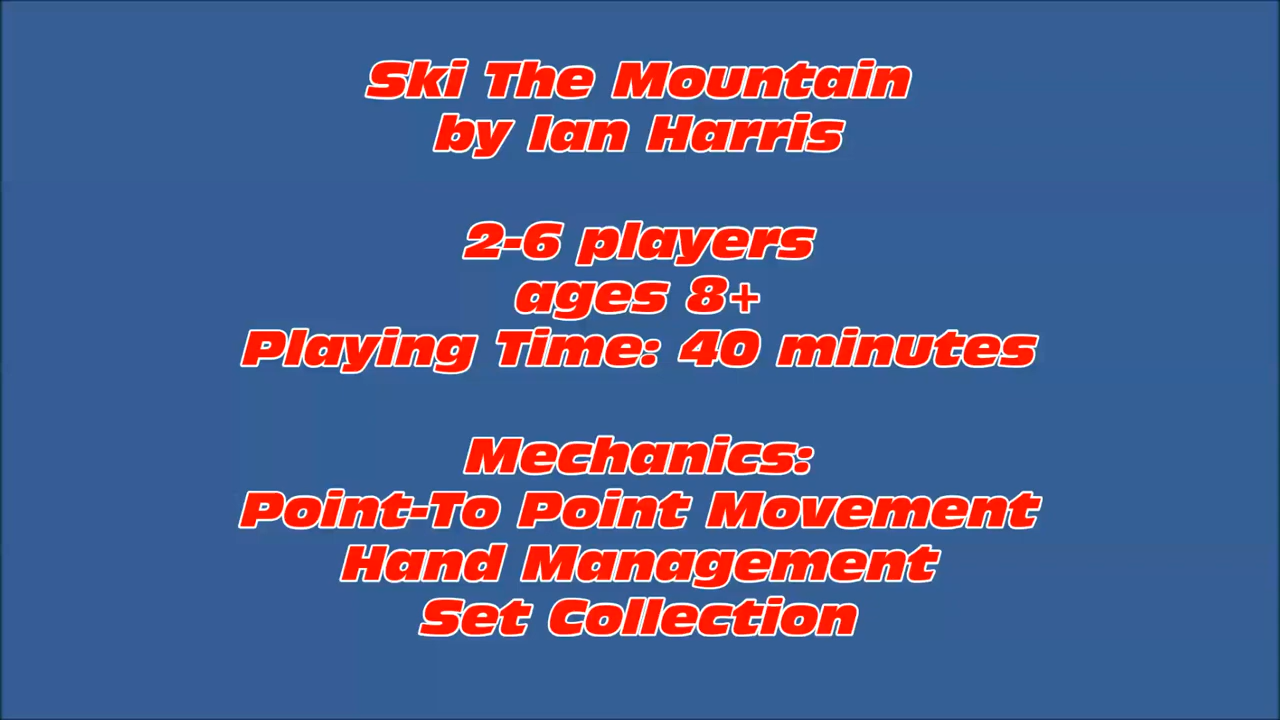 Ski The Mountain
by Ian Harris
2-6 players
ages 8+
Playing Time: 40 minutes
Mechanics:
Point-To Point Movement
Hand Management
Set Collection